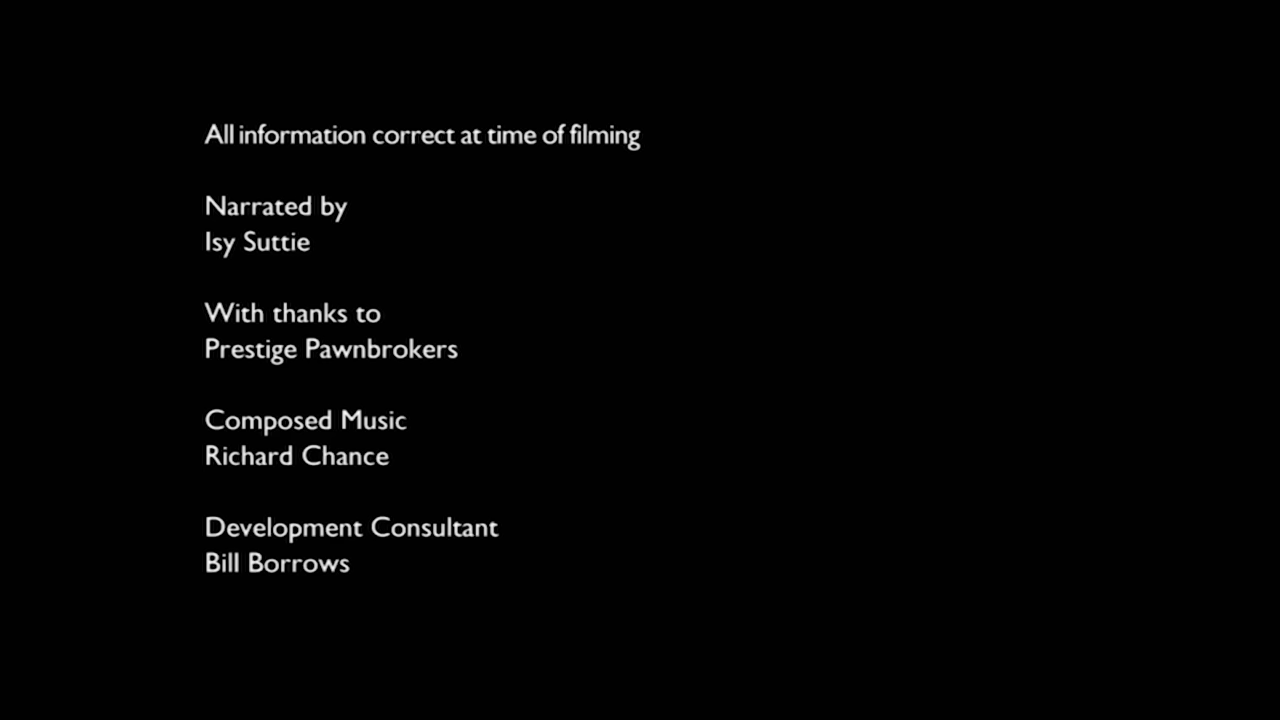 All information correct at time of filming
Narrated by
Isy Suttie
With thanks to
Prestige Pawnbrokers
Composed Music
Richard Chance
Development Consultant
Bill Borrows